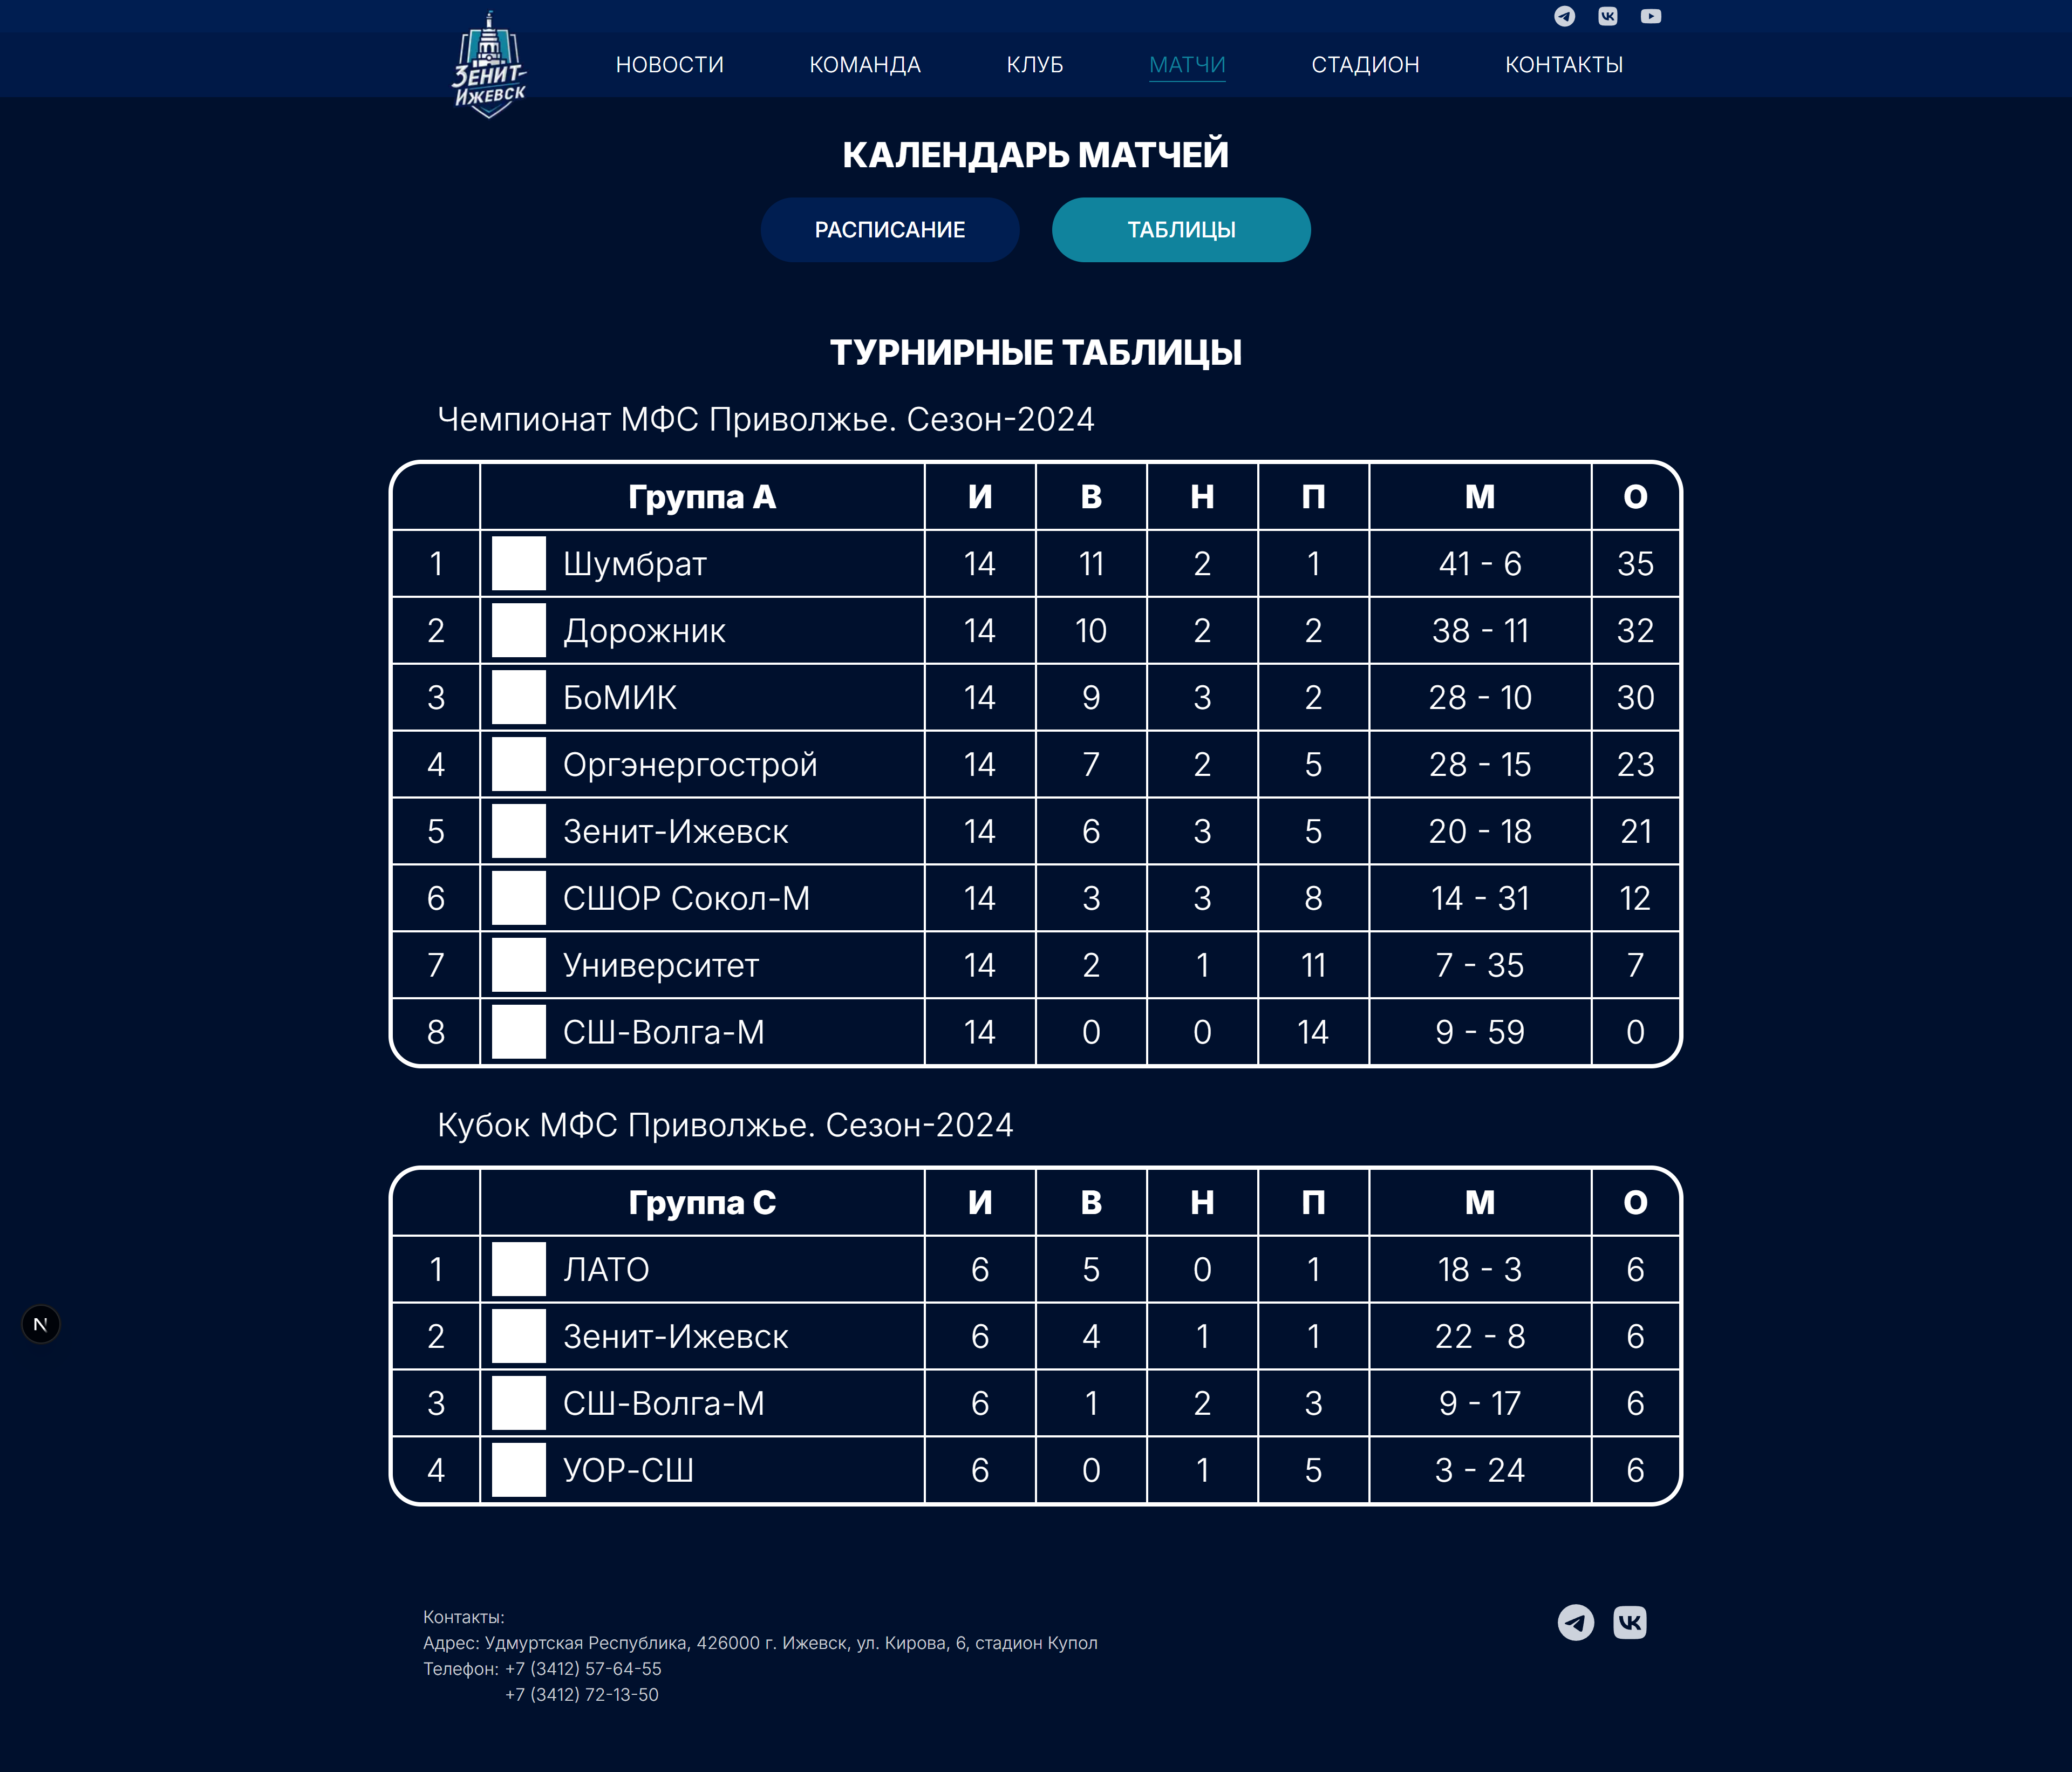 ЗЕНИТ-
ИЖЕВСК
НОВОСТИ КОМАНДА КЛУБ МАТЧИ СТАДИОН КОНТАКТЫ
КАЛЕНДАРЬ МАТЧЕЙ
РАСПИСАНИЕ ТАБЛИЦЫ
ТУРНИРНЫЕ ТАБЛИЦЫ
Чемпионат МФС Приволжье. Сезон-2024
Группа А И В Н П М О
1 Шумбрат 14 11 2 1 41 - 6 35
2 Дорожник 14 10 2 2 38 - 11 32
3 БоМИК 14 9 3 2 28 - 10 30
4 Оргэнергострой 14 7 2 5 28 - 15 23
5 Зенит-Ижевск 14 6 3 5 20 - 18 21
6 СШОР Сокол-М 14 3 3 8 14 - 31 12
7 Университет 14 2 1 11 7 - 35 7
8 СШ-Волга-М 14 0 0 14 9 - 59 0
Кубок МФС Приволжье. Сезон-2024
Группа С И В Н П М О
1 ЛАТО 6 5 0 1 18 - 3 6
2 Зенит-Ижевск 6 4 1 1 22 - 8 6
3 СШ-Волга-М 6 1 2 3 9 - 17 6
4 УОР-СШ 6 0 1 5 3 - 24 6
N
Контакты:
Адрес: Удмуртская Республика, 426000 г. Ижевск, ул. Кирова, 6, стадион Купол
Телефон: +7 (3412) 57-64-55
+7 (3412) 72-13-50